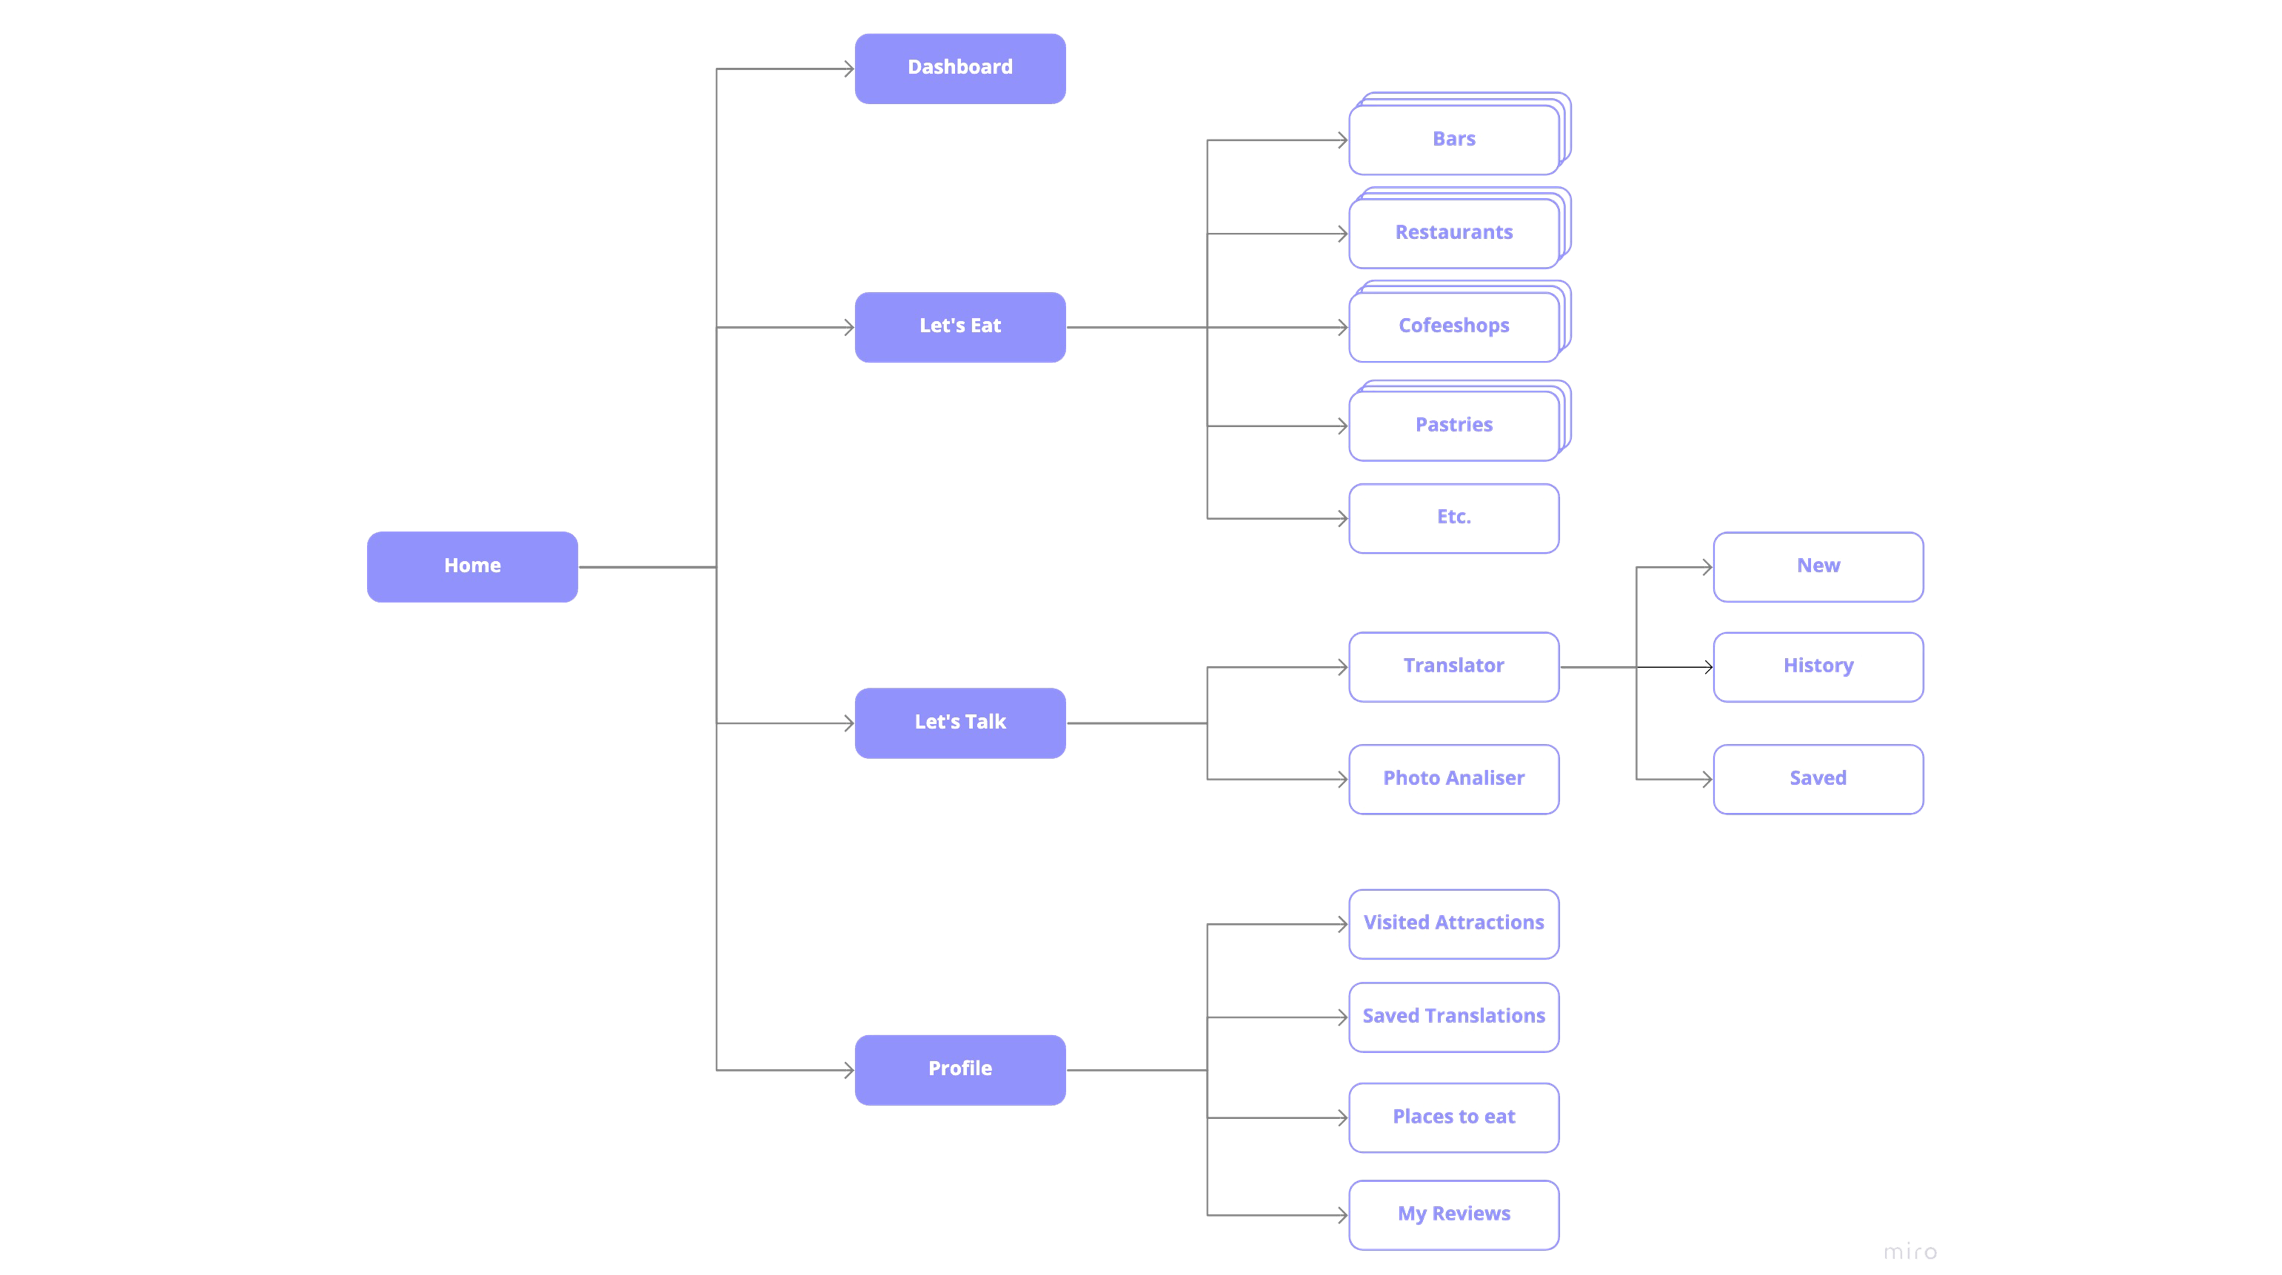 Dashboard
Bars
Restaurants
Let's Eat
Cofeeshops
Pastries
Etc.
Home
New
Translator
History
Let's Talk
Photo Analiser
Saved
Visited Attractions
Saved Translations
Profile
Places to eat
My Reviews
miro